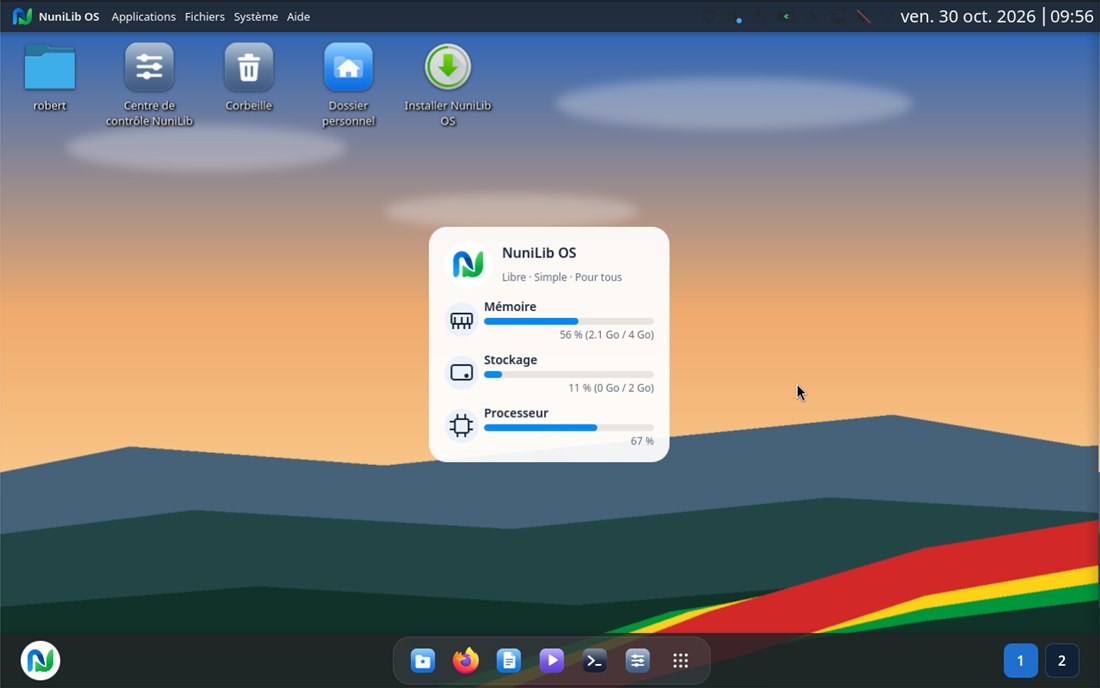 NuniLib OS Applications Fichiers Système Aide ven. 30 oct. 2026 | 09:56
robert
Centre de
contrôle NuniLib
Corbeille
Dossier
personnel
Installer NuniLib
OS
NuniLib OS
Libre · Simple · Pour tous
Mémoire
56 % (2.1 Go / 4 Go)
Stockage
11 % (0 Go / 2 Go)
Processeur
67 %
1 2